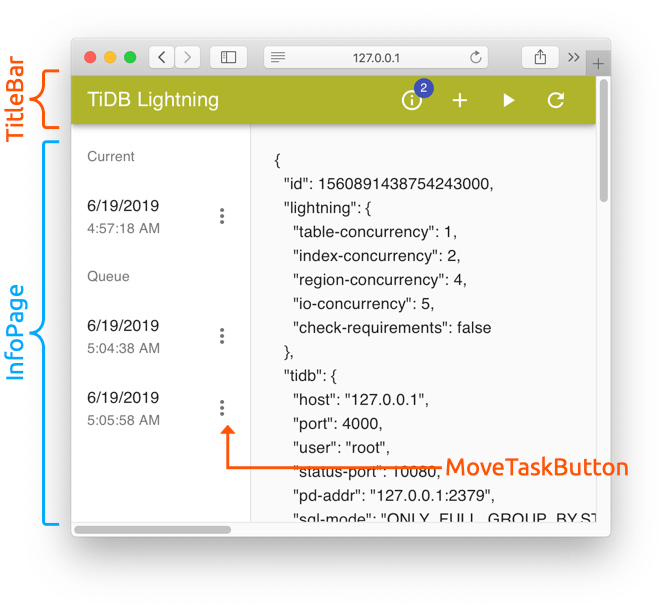 127.0.0.1
TitleBar
TiDB Lightning
2
InfoPage
Current
6/19/2019
4:57:18 AM
Queue
6/19/2019
5:04:38 AM
6/19/2019
5:05:58 AM
{
"id": 1560891438754243000,
"lightning": {
"table-concurrency": 1,
"index-concurrency": 2,
"region-concurrency": 4,
"io-concurrency": 5,
"check-requirements": false
},
"tidb": {
"host": "127.0.0.1",
"port": 4000,
"user": "root",
"status-port": 10080,
"pd-addr": "127.0.0.1:2379",
"sql-mode": "ONLY_FULL_GROUP_BY,ST
MoveTaskButton